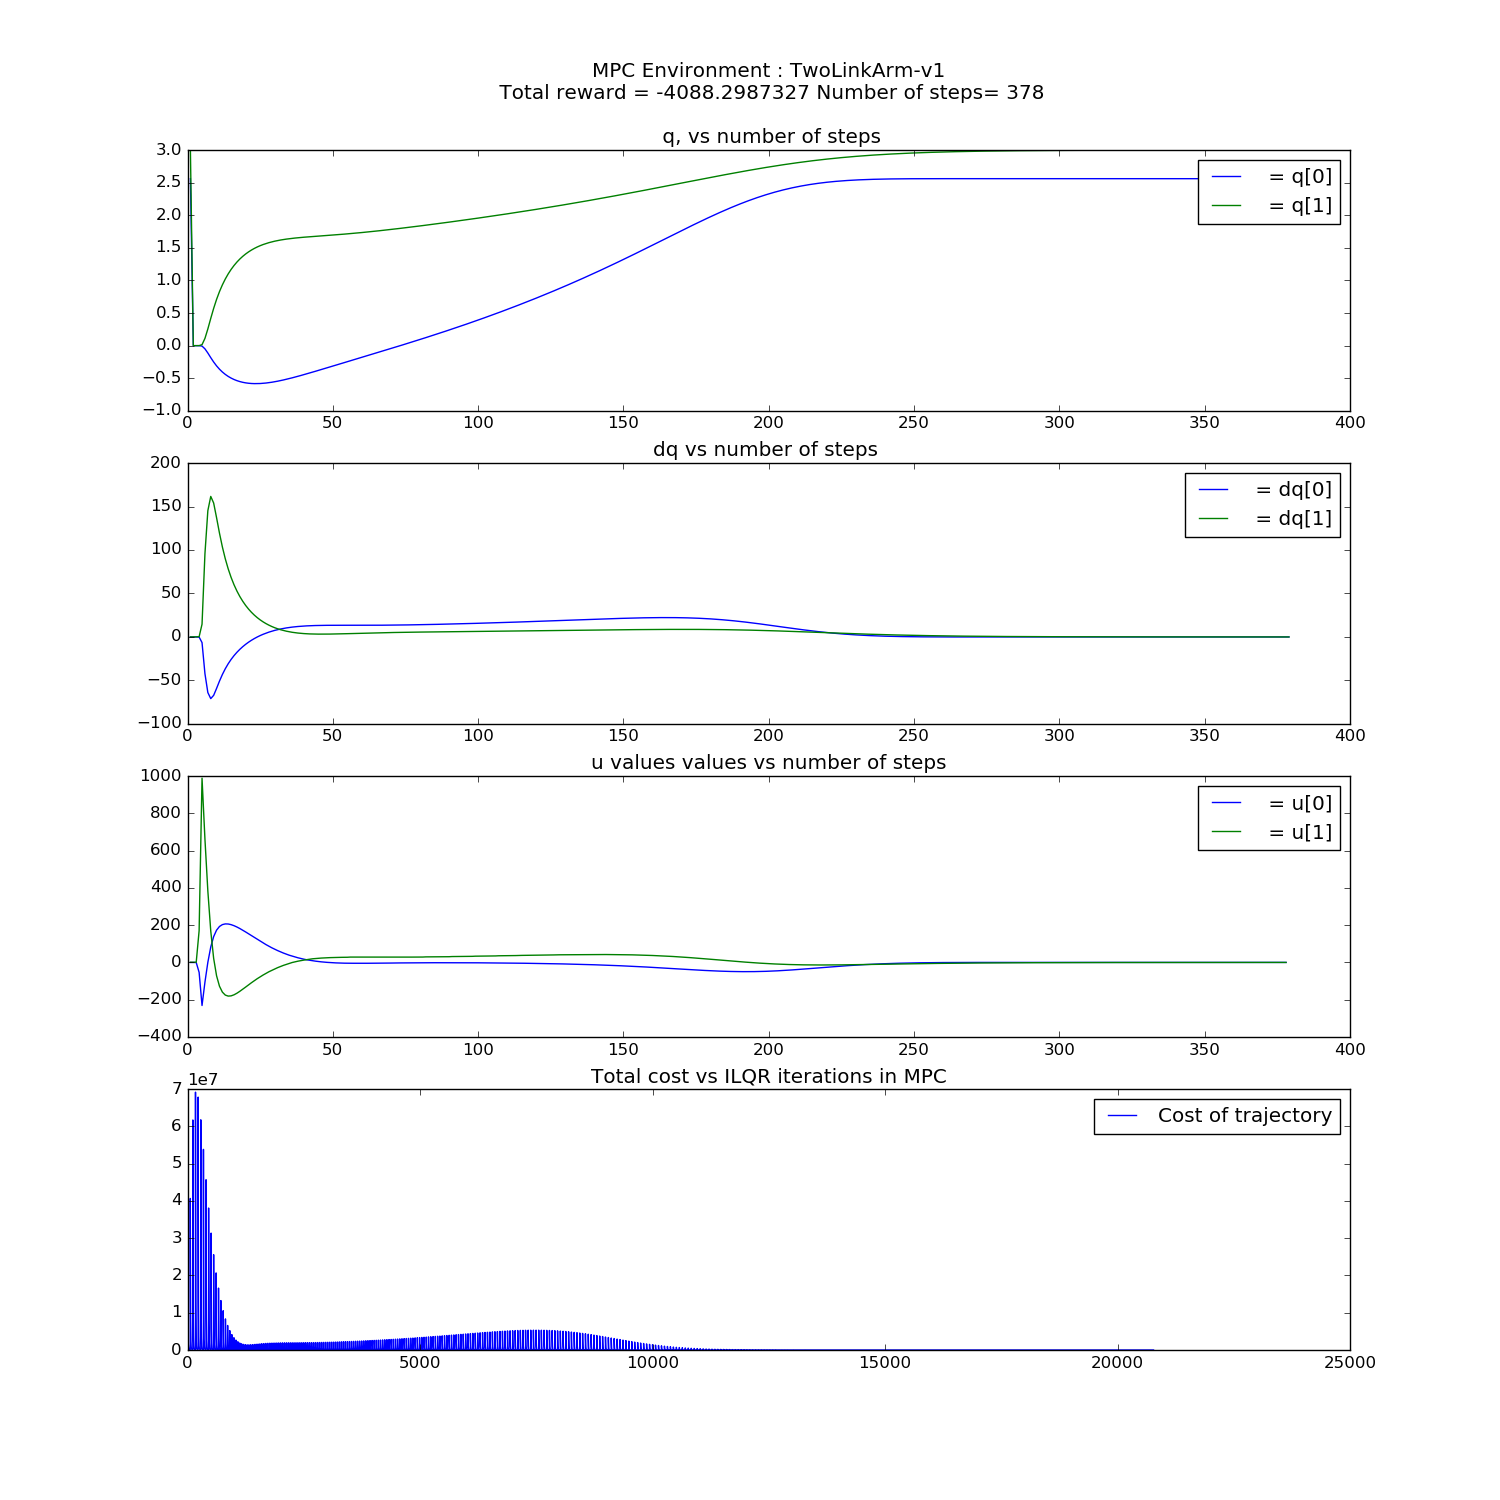 MPC Environment : TwoLinkArm-v1
Total reward = -4088.2987327 Number of steps= 378
q, vs number of steps
3.0
2.5
2.0
1.5
1.0
0.5
0.0
−0.5
−1.0
0 50 100 150 200 250 300 350 400
= q[0]
= q[1]
dq vs number of steps
200
150
100
50
0
−50
−100
0 50 100 150 200 250 300 350 400
= dq[0]
= dq[1]
u values values vs number of steps
1000
800
600
400
200
0
−200
−400
0 50 100 150 200 250 300 350 400
= u[0]
= u[1]
Total cost vs ILQR iterations in MPC
1e7
7
6
5
4
3
2
1
0
0 5000 10000 15000 20000 25000
Cost of trajectory